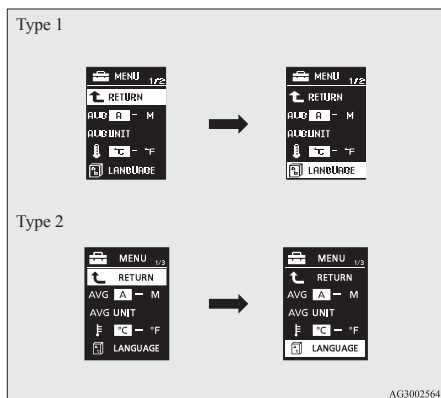 Type 1
MENU 1/2
RETURN
AVG A - M
AVG UNIT
°C - °F
LANGUAGE
MENU 1/2
RETURN
AVG A - M
AVG UNIT
°C - °F
LANGUAGE
Type 2
MENU 1/3
RETURN
AVG A - M
AVG UNIT
°C - °F
LANGUAGE
MENU 1/3
RETURN
AVG A - M
AVG UNIT
°C - °F
LANGUAGE
AG3002564